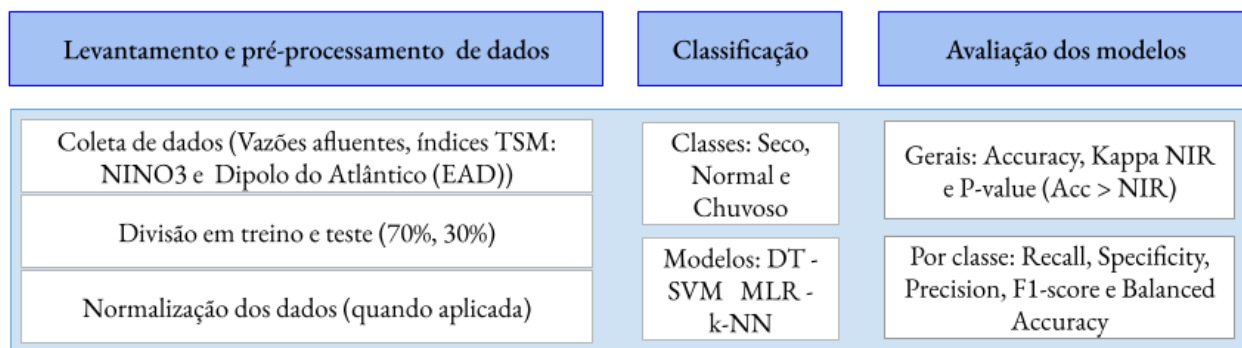 Levantamento e pré-processamento de dados
Classificação
Avaliação dos modelos
Coleta de dados (Vazões afluentes, índices TSM:
NINO3 e Dipolo do Atlântico (EAD))
Divisão em treino e teste (70%, 30%)
Normalização dos dados (quando aplicada)
Classes: Seco,
Normal e
Chuvoso
Modelos: DT -
SVM MLR -
k-NN
Gerais: Accuracy, Kappa NIR
e P-value (Acc > NIR)
Por classe: Recall, Specificity,
Precision, F1-score e Balanced
Accuracy